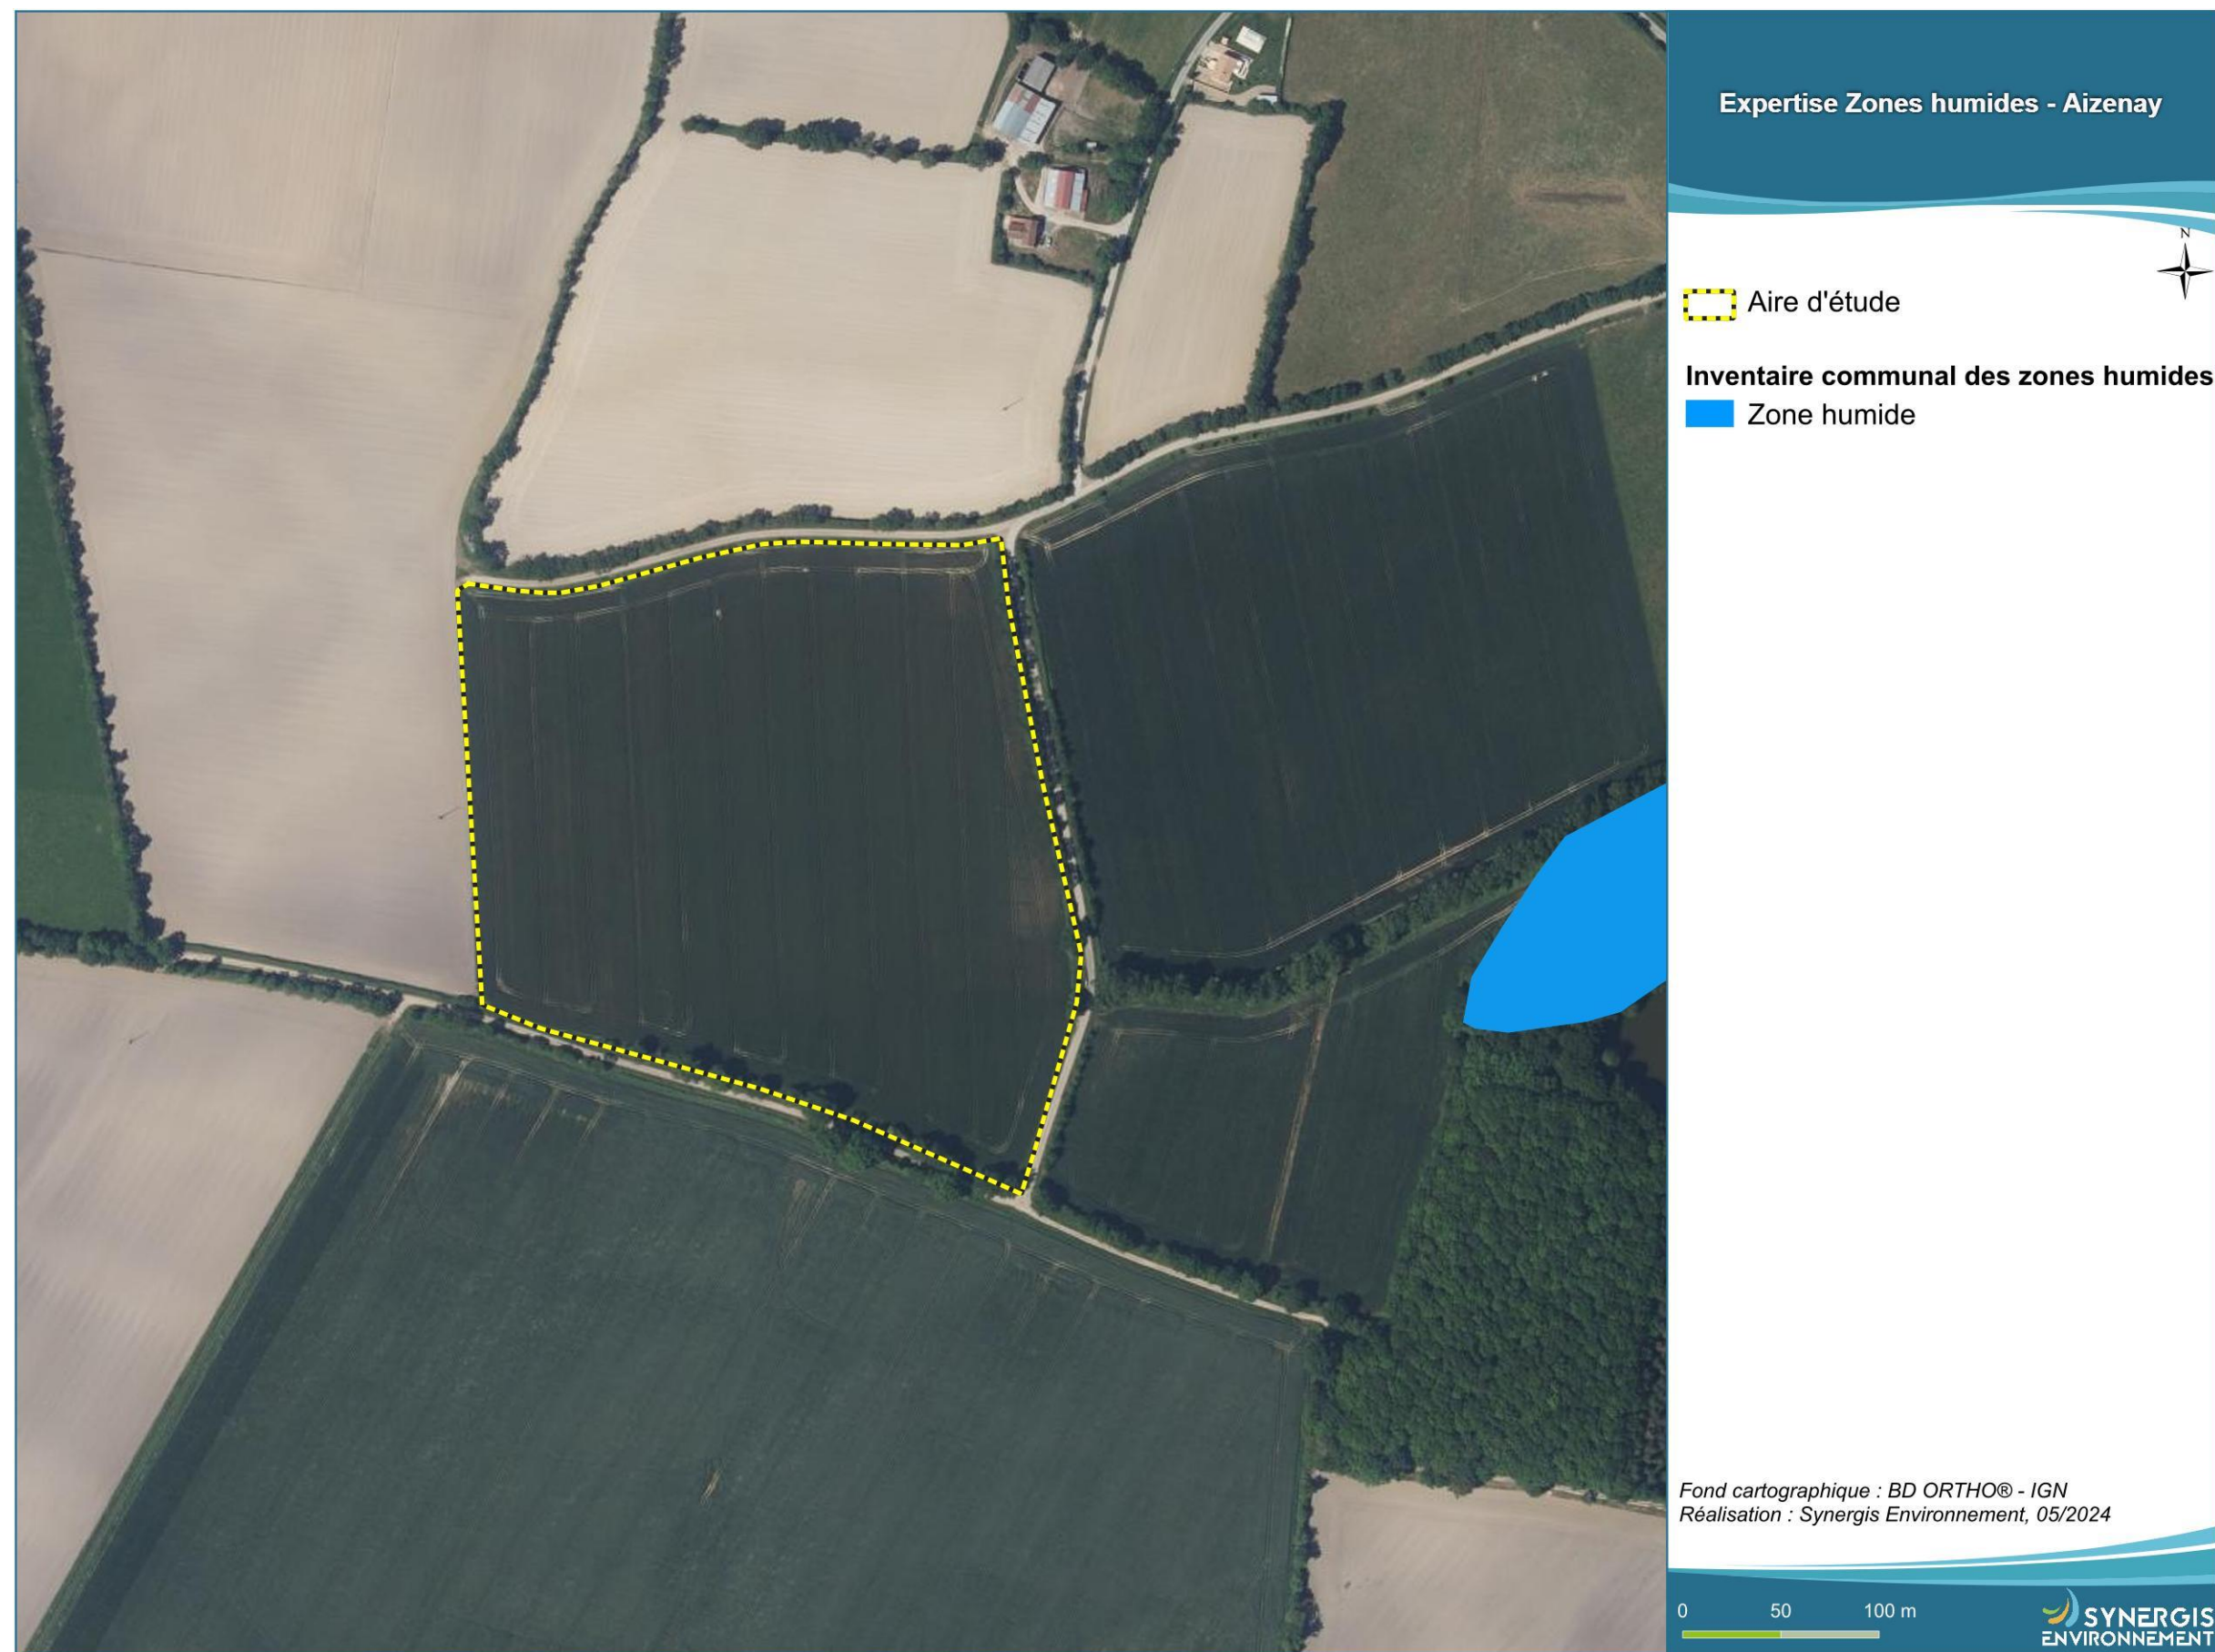 Expertise Zones humides - Aizenay
N
Aire d'étude
Inventaire communal des zones humides
Zone humide
Fond cartographique : BD ORTHO® - IGN
Réalisation : Synergis Environnement, 05/2024
0 50 100 m
SYNERGIS
ENVIRONNEMENT